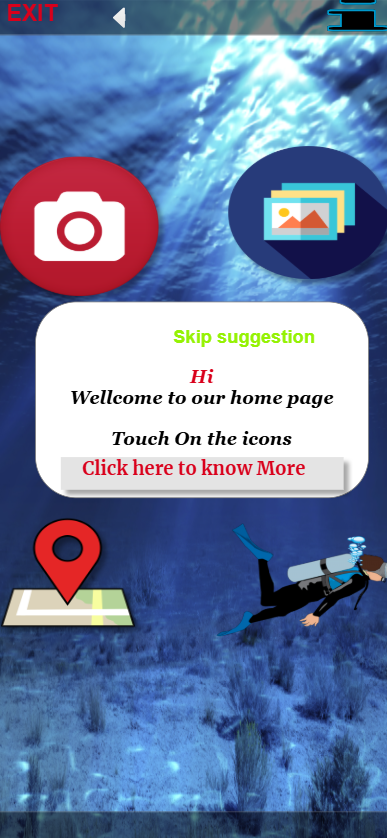 EXIT
Skip suggestion
Hi
Wellcome to our home page
Touch On the icons
Click here to know More